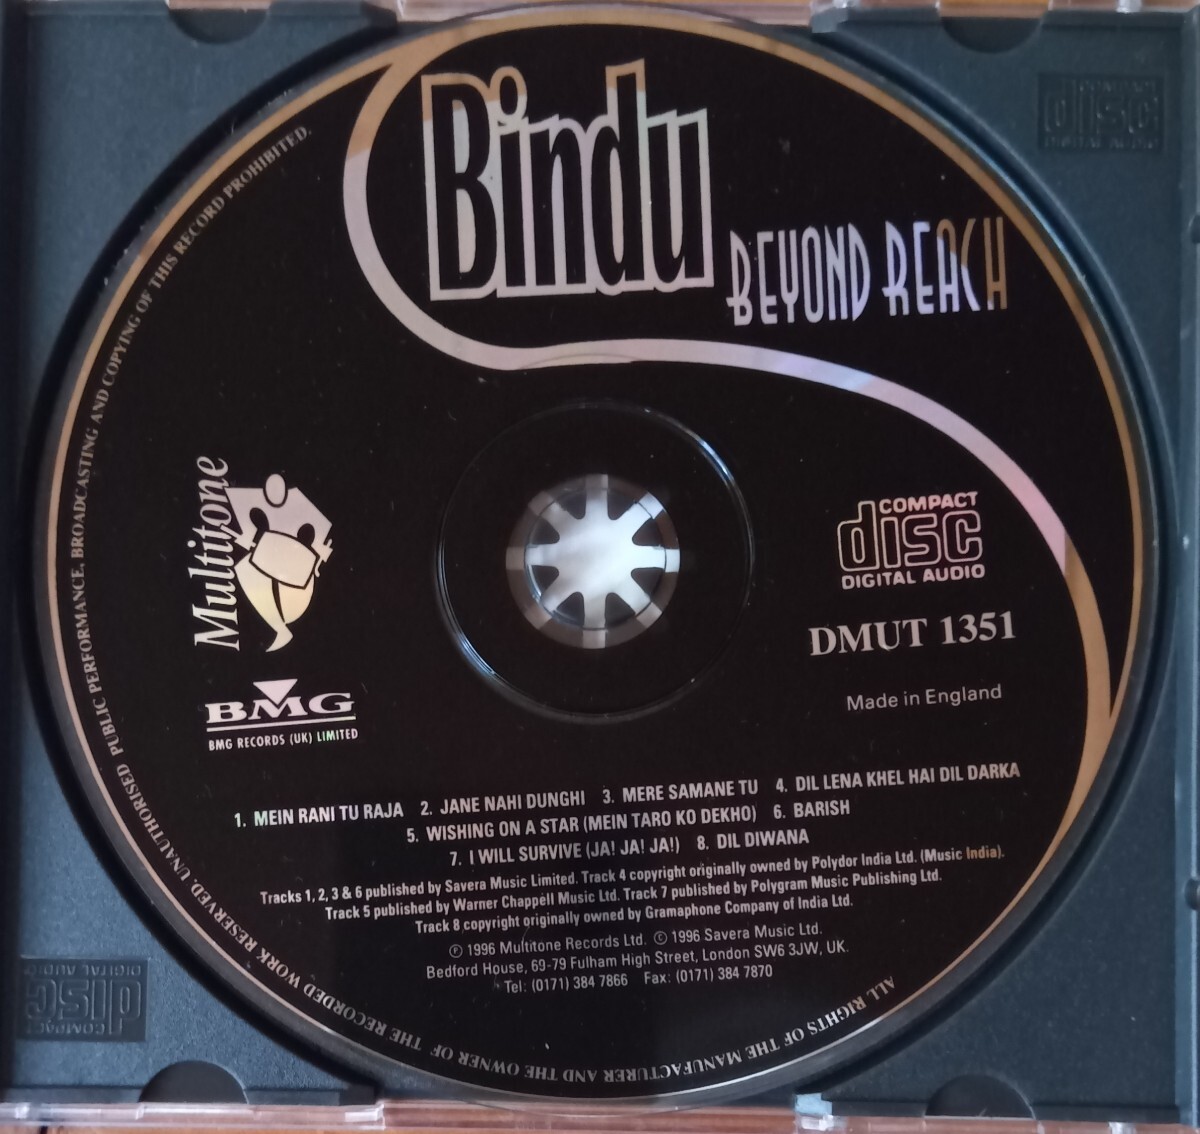 Bindu
BEYOND REACH
COMPACT
disc
DIGITAL AUDIO
Multitone
COMPACT
disc
DIGITAL AUDIO
DMUT 1351
BMG
BMG RECORDS (UK) LIMITED
Made in England
1. MEIN RANI TU RAJA 2. JANE NAHI DUNGHI 3. MERE SAMANE TU 4. DIL LENA KHEL HAI DIL DARKA
5. WISHING ON A STAR (MEIN TARO KO DEKHO) 6. BARISH
7. I WILL SURVIVE (JA! JA! JA!) 8. DIL DIWANA
Tracks 1, 2, 3 & 6 published by Savera Music Limited. Track 4 copyright originally owned by Polydor India Ltd. (Music India).
Track 5 published by Warner Chappell Music Ltd. Track 7 published by Polygram Music Publishing Ltd.
Track 8 copyright originally owned by Gramaphone Company of India Ltd.
℗ 1996 Multitone Records Ltd. © 1996 Savera Music Ltd.
Bedford House, 69-79 Fulham High Street, London SW6 3JW, UK.
Tel: (0171) 384 7866 Fax: (0171) 384 7870
ALL RIGHTS OF THE MANUFACTURER AND THE OWNER OF THE RECORDED WORK RESERVED. UNAUTHORISED PUBLIC PERFORMANCE, BROADCASTING AND COPYING OF THIS RECORD PROHIBITED.
COMPACT
disc
DIGITAL AUDIO